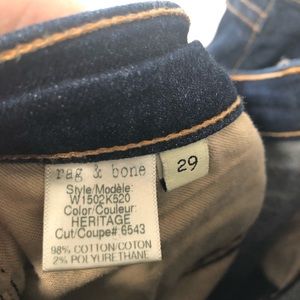 rag & bone
Style/Modèle:
W1502K520
Color/Couleur:
HERITAGE
Cut/Coupe# 6543
98% COTTON/COTON
2% POLYURETHANE
29